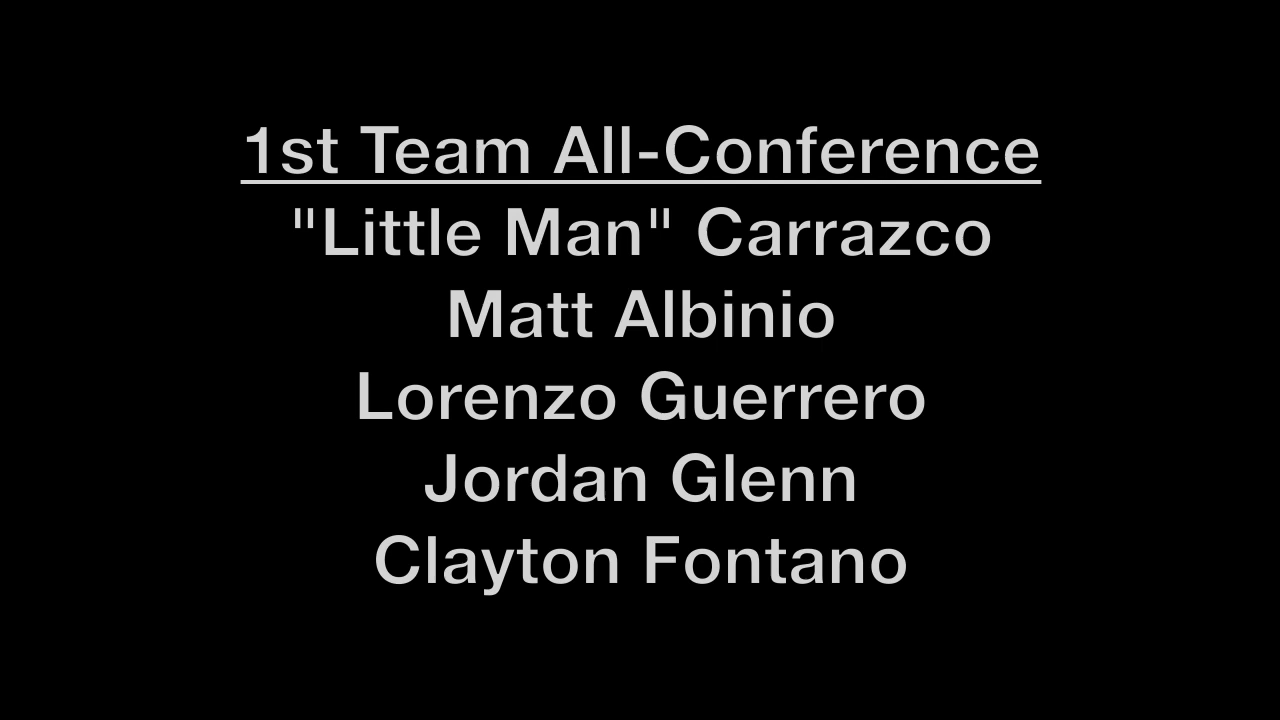 1st Team All-Conference
"Little Man" Carrazco
Matt Albinio
Lorenzo Guerrero
Jordan Glenn
Clayton Fontano